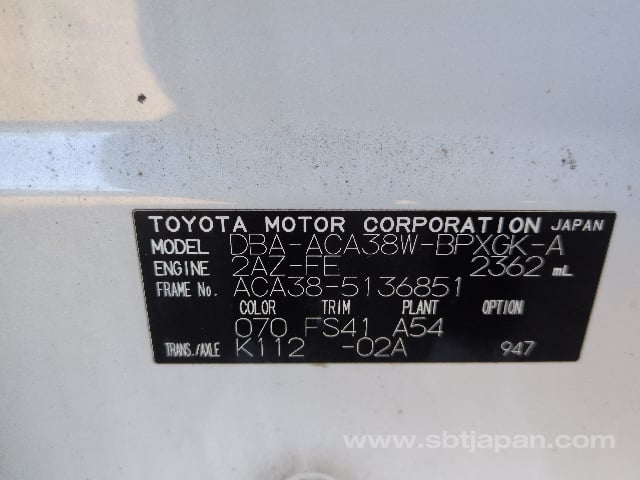 TOYOTA MOTOR CORPORATION JAPAN
MODEL DBA-ACA38W-BPXGK-A
ENGINE 2AZ-FE 2362 mL
FRAME No. ACA38-5136851
COLOR TRIM PLANT OPTION
070 FS41 A54
TRANS./AXLE K112 -02A 947
www.sbtjapan.com